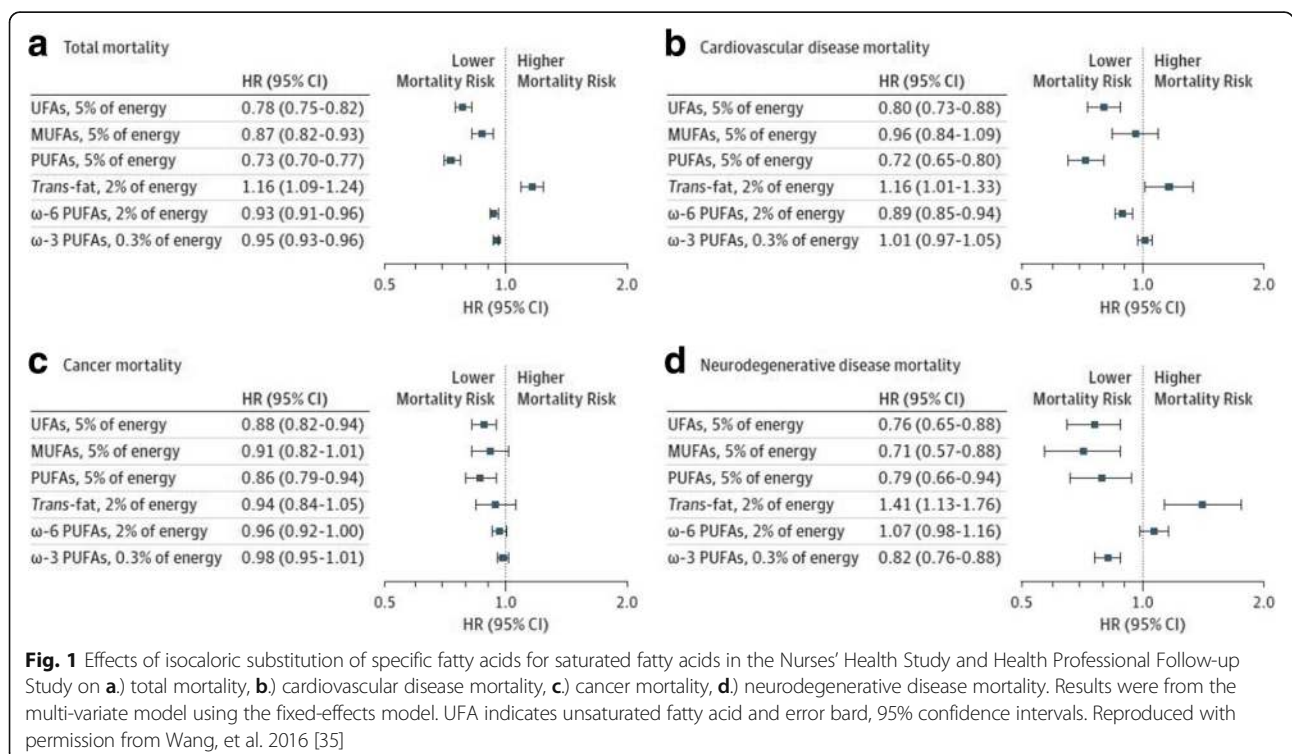 a Total mortality
Lower Higher
HR (95% CI) Mortality Risk Mortality Risk
UFAs, 5% of energy 0.78 (0.75-0.82)
MUFAs, 5% of energy 0.87 (0.82-0.93)
PUFAs, 5% of energy 0.73 (0.70-0.77)
Trans-fat, 2% of energy 1.16 (1.09-1.24)
ω-6 PUFAs, 2% of energy 0.93 (0.91-0.96)
ω-3 PUFAs, 0.3% of energy 0.95 (0.93-0.96)
0.5 1.0 2.0
HR (95% CI)
b Cardiovascular disease mortality
Lower Higher
HR (95% CI) Mortality Risk Mortality Risk
UFAs, 5% of energy 0.80 (0.73-0.88)
MUFAs, 5% of energy 0.96 (0.84-1.09)
PUFAs, 5% of energy 0.72 (0.65-0.80)
Trans-fat, 2% of energy 1.16 (1.01-1.33)
ω-6 PUFAs, 2% of energy 0.89 (0.85-0.94)
ω-3 PUFAs, 0.3% of energy 1.01 (0.97-1.05)
0.5 1.0 2.0
HR (95% CI)
c Cancer mortality
Lower Higher
HR (95% CI) Mortality Risk Mortality Risk
UFAs, 5% of energy 0.88 (0.82-0.94)
MUFAs, 5% of energy 0.91 (0.82-1.01)
PUFAs, 5% of energy 0.86 (0.79-0.94)
Trans-fat, 2% of energy 0.94 (0.84-1.05)
ω-6 PUFAs, 2% of energy 0.96 (0.92-1.00)
ω-3 PUFAs, 0.3% of energy 0.98 (0.95-1.01)
0.5 1.0 2.0
HR (95% CI)
d Neurodegenerative disease mortality
Lower Higher
HR (95% CI) Mortality Risk Mortality Risk
UFAs, 5% of energy 0.76 (0.65-0.88)
MUFAs, 5% of energy 0.71 (0.57-0.88)
PUFAs, 5% of energy 0.79 (0.66-0.94)
Trans-fat, 2% of energy 1.41 (1.13-1.76)
ω-6 PUFAs, 2% of energy 1.07 (0.98-1.16)
ω-3 PUFAs, 0.3% of energy 0.82 (0.76-0.88)
0.5 1.0 2.0
HR (95% CI)
Fig. 1 Effects of isocaloric substitution of specific fatty acids for saturated fatty acids in the Nurses' Health Study and Health Professional Follow-up
Study on a.) total mortality, b.) cardiovascular disease mortality, c.) cancer mortality, d.) neurodegenerative disease mortality. Results were from the
multi-variate model using the fixed-effects model. UFA indicates unsaturated fatty acid and error bard, 95% confidence intervals. Reproduced with
permission from Wang, et al. 2016 [35]